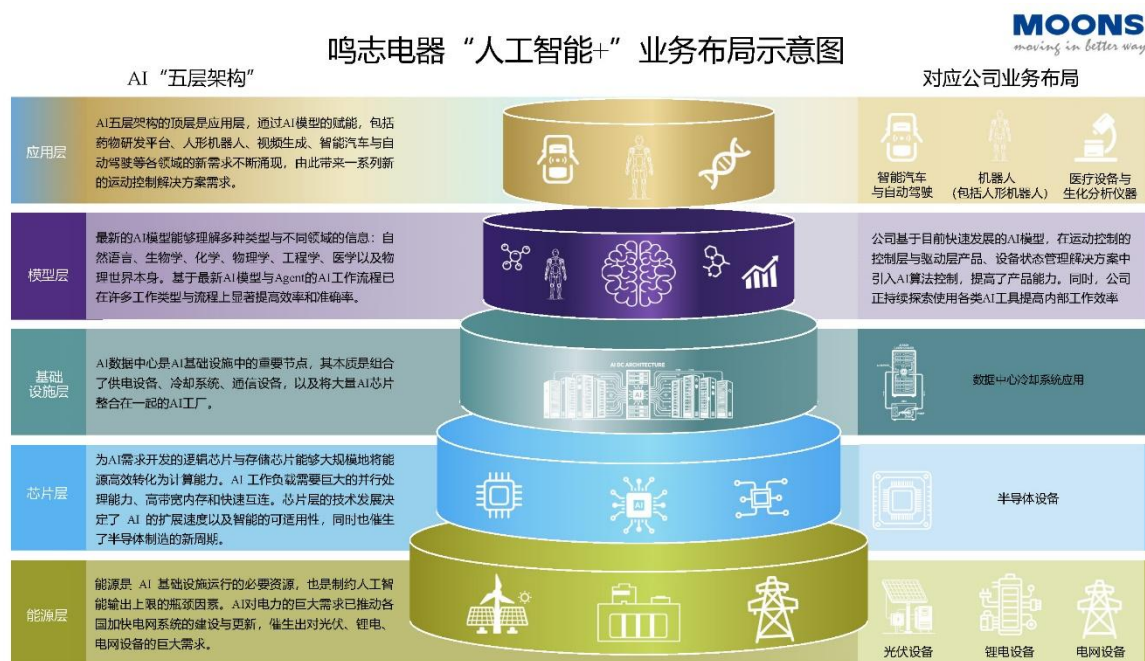 MOONS
moving in better way
鸣志电器“人工智能+”业务布局示意图
AI“五层架构”
对应公司业务布局
应用层
AI五层架构的顶层是应用层，通过AI模型的赋能，包括
药物研发平台、人形机器人、视频生成、智能汽车与自
动驾驶等各领域的新需求不断涌现，由此带来一系列新
的运动控制解决方案需求。
智能汽车
与自动驾驶
机器人
(包括人形机器人)
医疗设备与
生化分析仪器
模型层
最新的AI模型能够理解多种类型与不同领域的信息：自
然语言、生物学、化学、物理学、工程学、医学以及物
理世界本身。基于最新AI模型与Agent的AI工作流程已
在许多工作类型与流程上显著提高效率和准确率。
公司基于目前快速发展的AI模型，在运动控制的
控制层与驱动层产品、设备状态管理解决方案中
引入AI算法控制，提高了产品能力。同时，公司
正持续探索使用各类AI工具提高内部工作效率
基础
设施层
AI数据中心是AI基础设施中的重要节点，其本质是组合
了供电设备、冷却系统、通信设备，以及将大量AI芯片
整合在一起的AI工厂。
AI DC ARCHITECTURE
AI
数据中心冷却系统应用
芯片层
为AI需求开发的逻辑芯片与存储芯片能够大规模地将能
源高效转化为计算能力。AI 工作负载需要巨大的并行处
理能力、高带宽内存和快速互连。芯片层的技术发展决
定了 AI 的扩展速度以及智能的可适用性，同时也催生
了半导体制造的新周期。
AI
半导体设备
能源层
能源是 AI 基础设施运行的必要资源，也是制约人工智
能输出上限的瓶颈因素。AI对电力的巨大需求已推动各
国加快电网系统的建设与更新，催生出对光伏、锂电、
电网设备的巨大需求。
光伏设备
锂电设备
电网设备